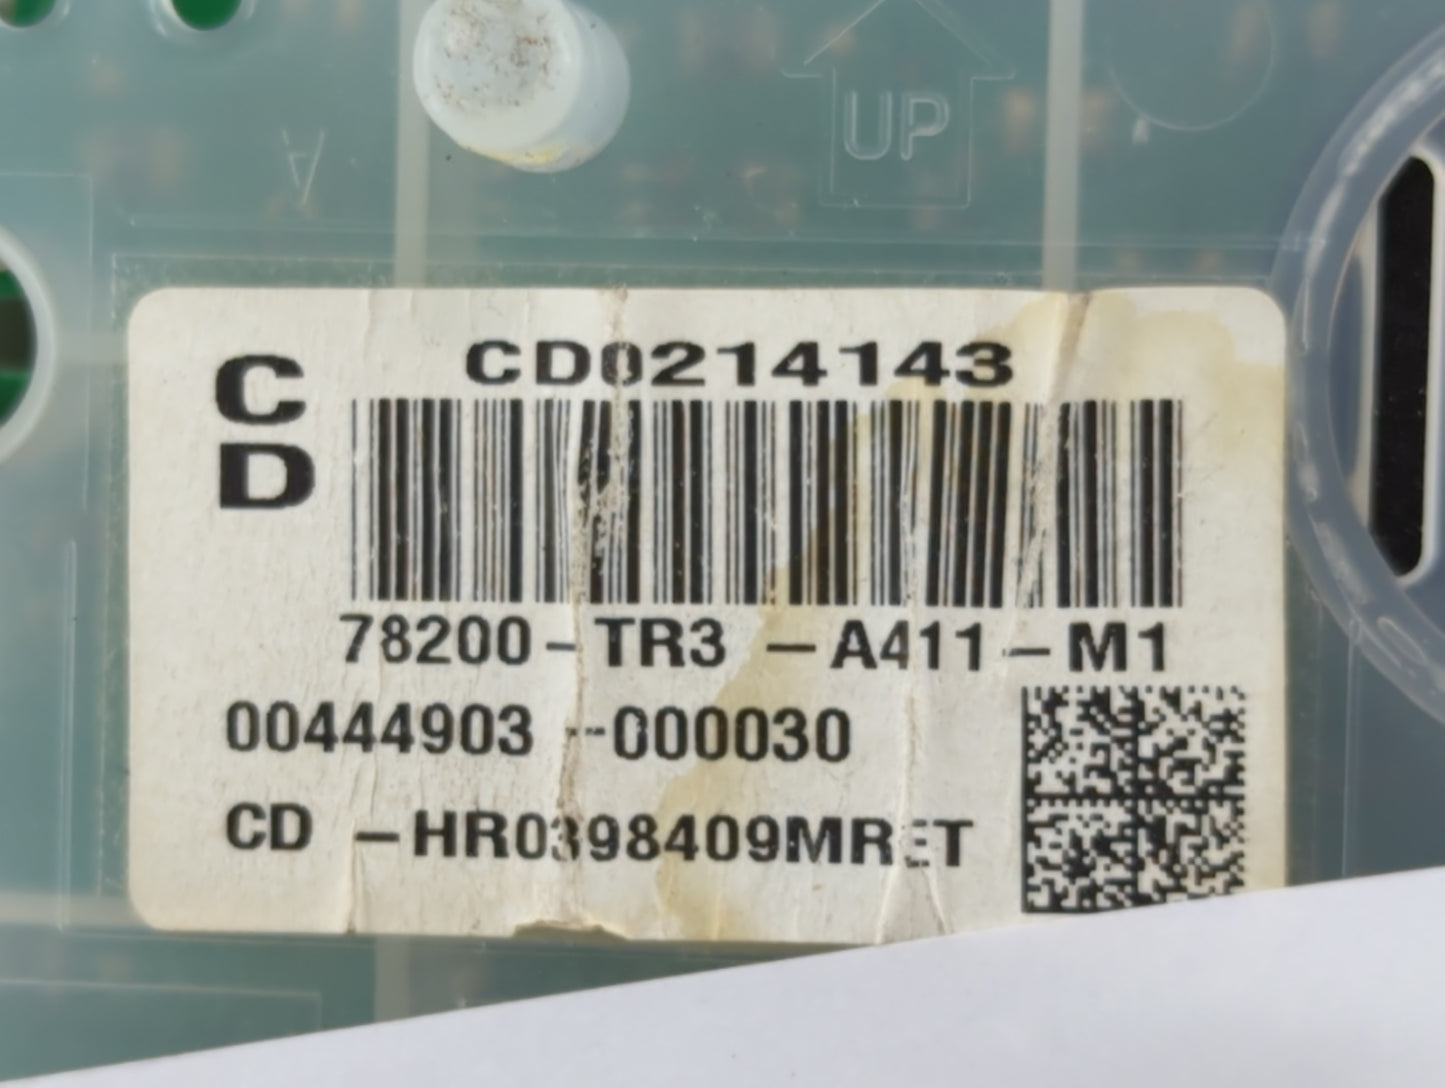 UP
A
CD0214143
C
D
78200-TR3 -A411-M1
00444903 -000030
CD -HR0398409MRET